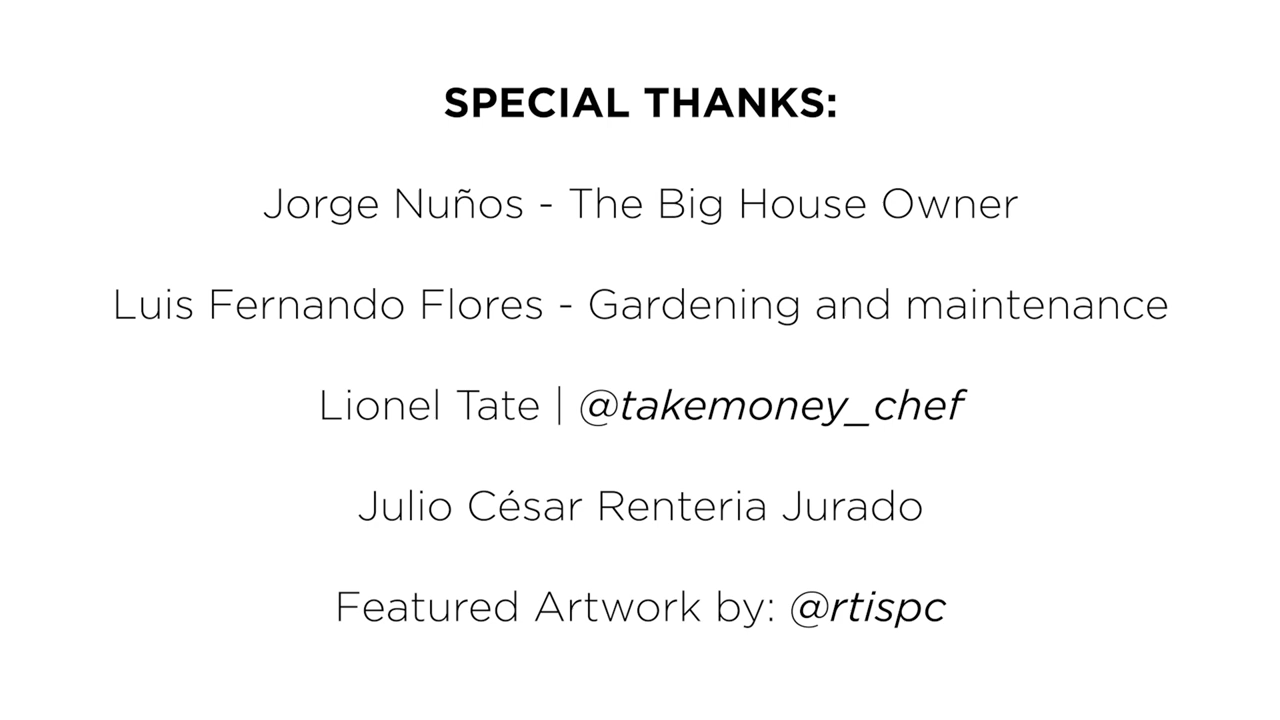 SPECIAL THANKS:
Jorge Nuños - The Big House Owner
Luis Fernando Flores - Gardening and maintenance
Lionel Tate | @takemoney_chef
Julio César Renteria Jurado
Featured Artwork by: @rtispc